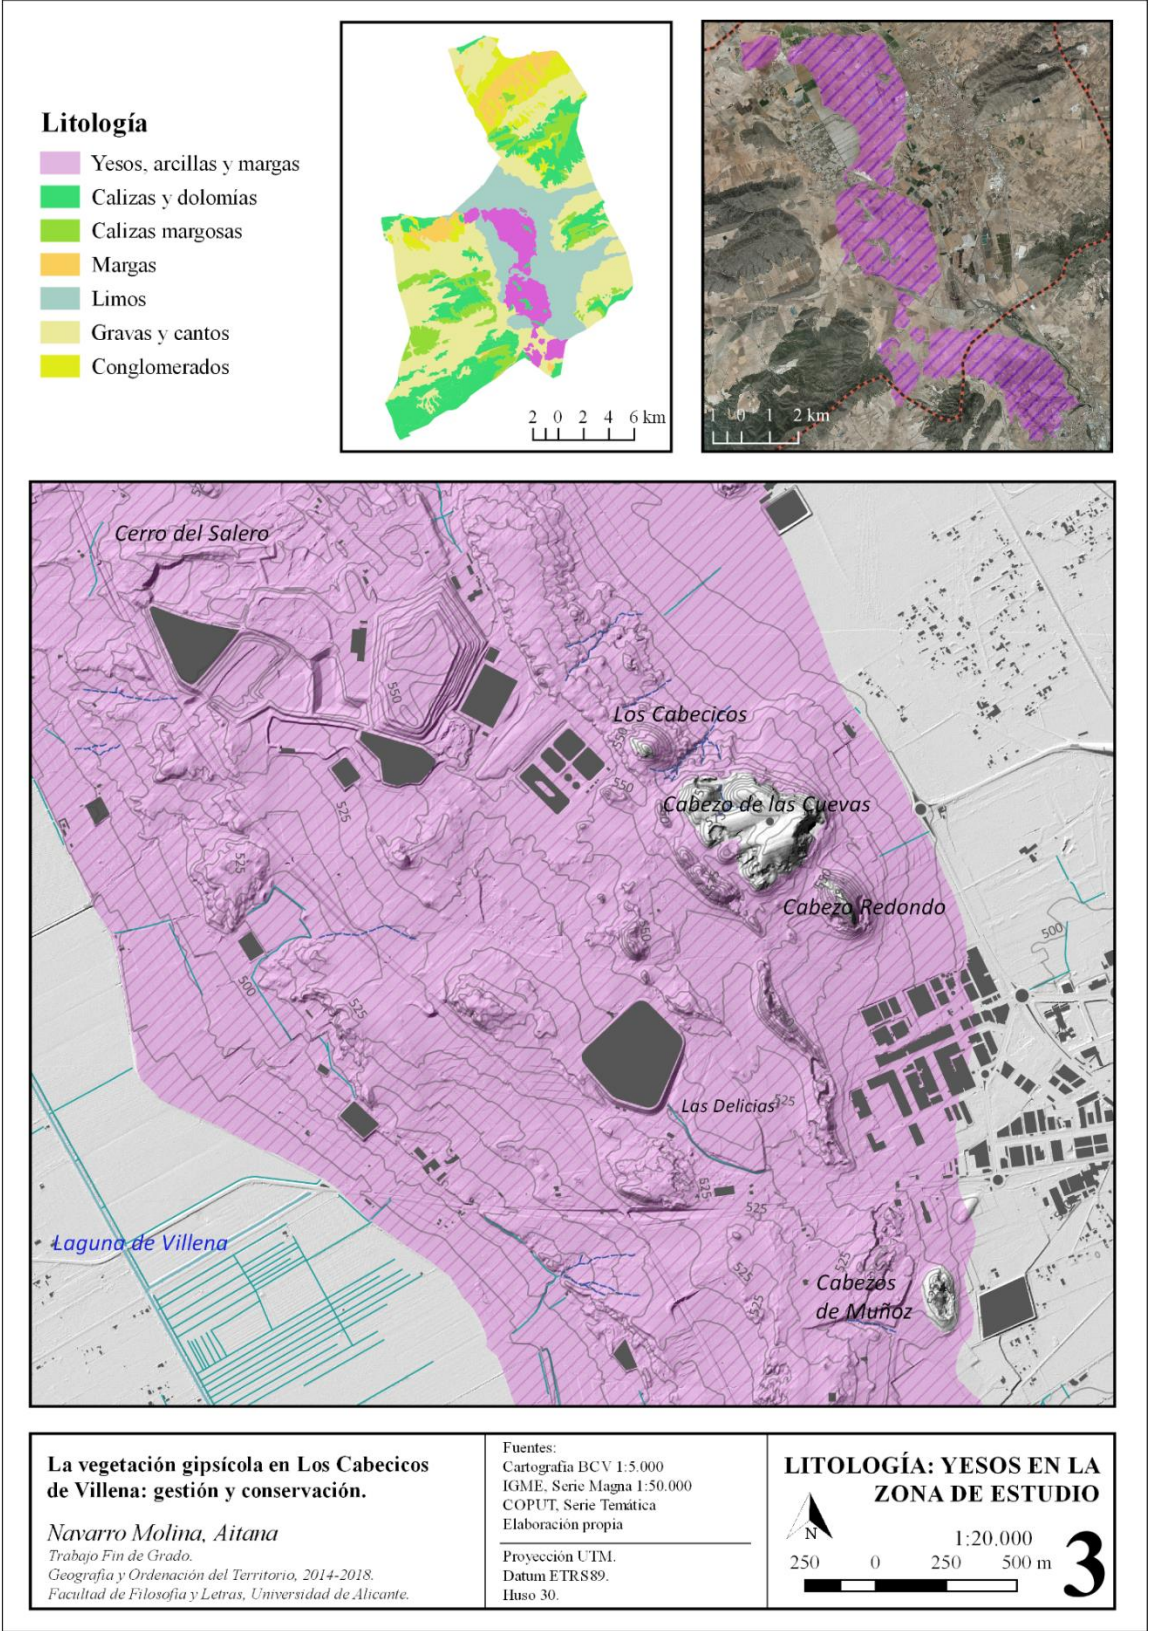 Litología
Yesos, arcillas y margas
Calizas y dolomías
Calizas margosas
Margas
Limos
Gravas y cantos
Conglomerados
2 0 2 4 6 km
1 0 1 2 km
Cerro del Salero
550
Los Cabecicos
550
550
Cabezo de las Cuevas
525
525
Cabezo Redondo
550
500
500
525
Las Delicias
525
525
525
Laguna de Villena
525
525
525
Cabezos
de Muñoz
La vegetación gipsícola en Los Cabecicos
de Villena: gestión y conservación.
Navarro Molina, Aitana
Trabajo Fin de Grado.
Geografía y Ordenación del Territorio, 2014-2018.
Facultad de Filosofía y Letras, Universidad de Alicante.
Fuentes:
Cartografía BCV 1:5.000
IGME, Serie Magna 1:50.000
COPUT, Serie Temática
Elaboración propia
Proyección UTM.
Datum ETRS89.
Huso 30.
LITOLOGÍA: YESOS EN LA
ZONA DE ESTUDIO
N
1:20.000
250 0 250 500 m
3